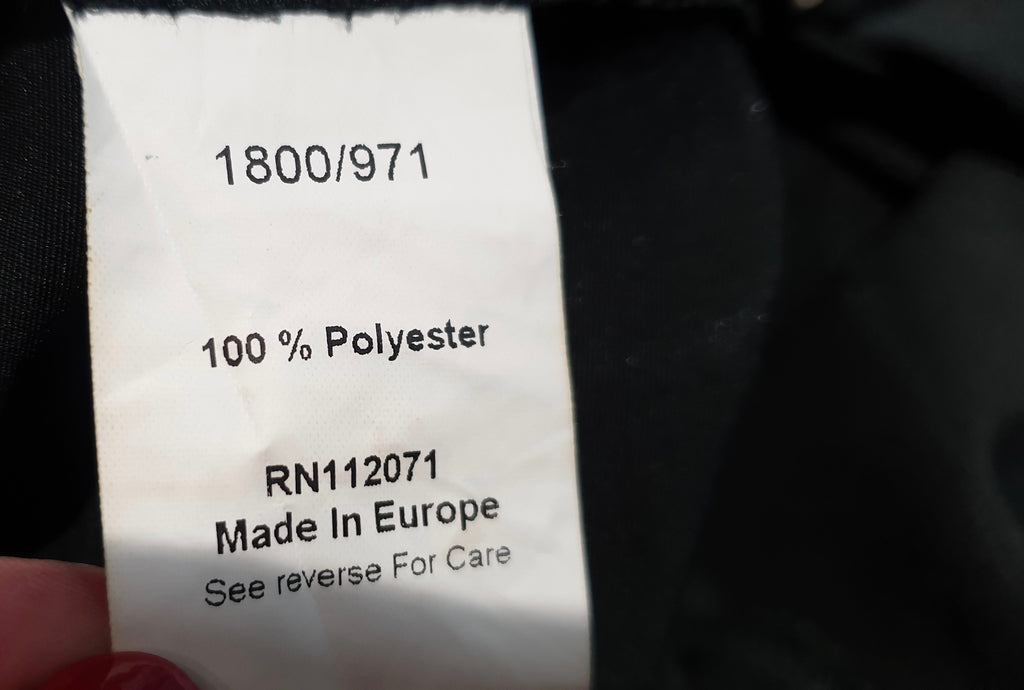 1800/971
100 % Polyester
RN112071
Made In Europe
See reverse For Care